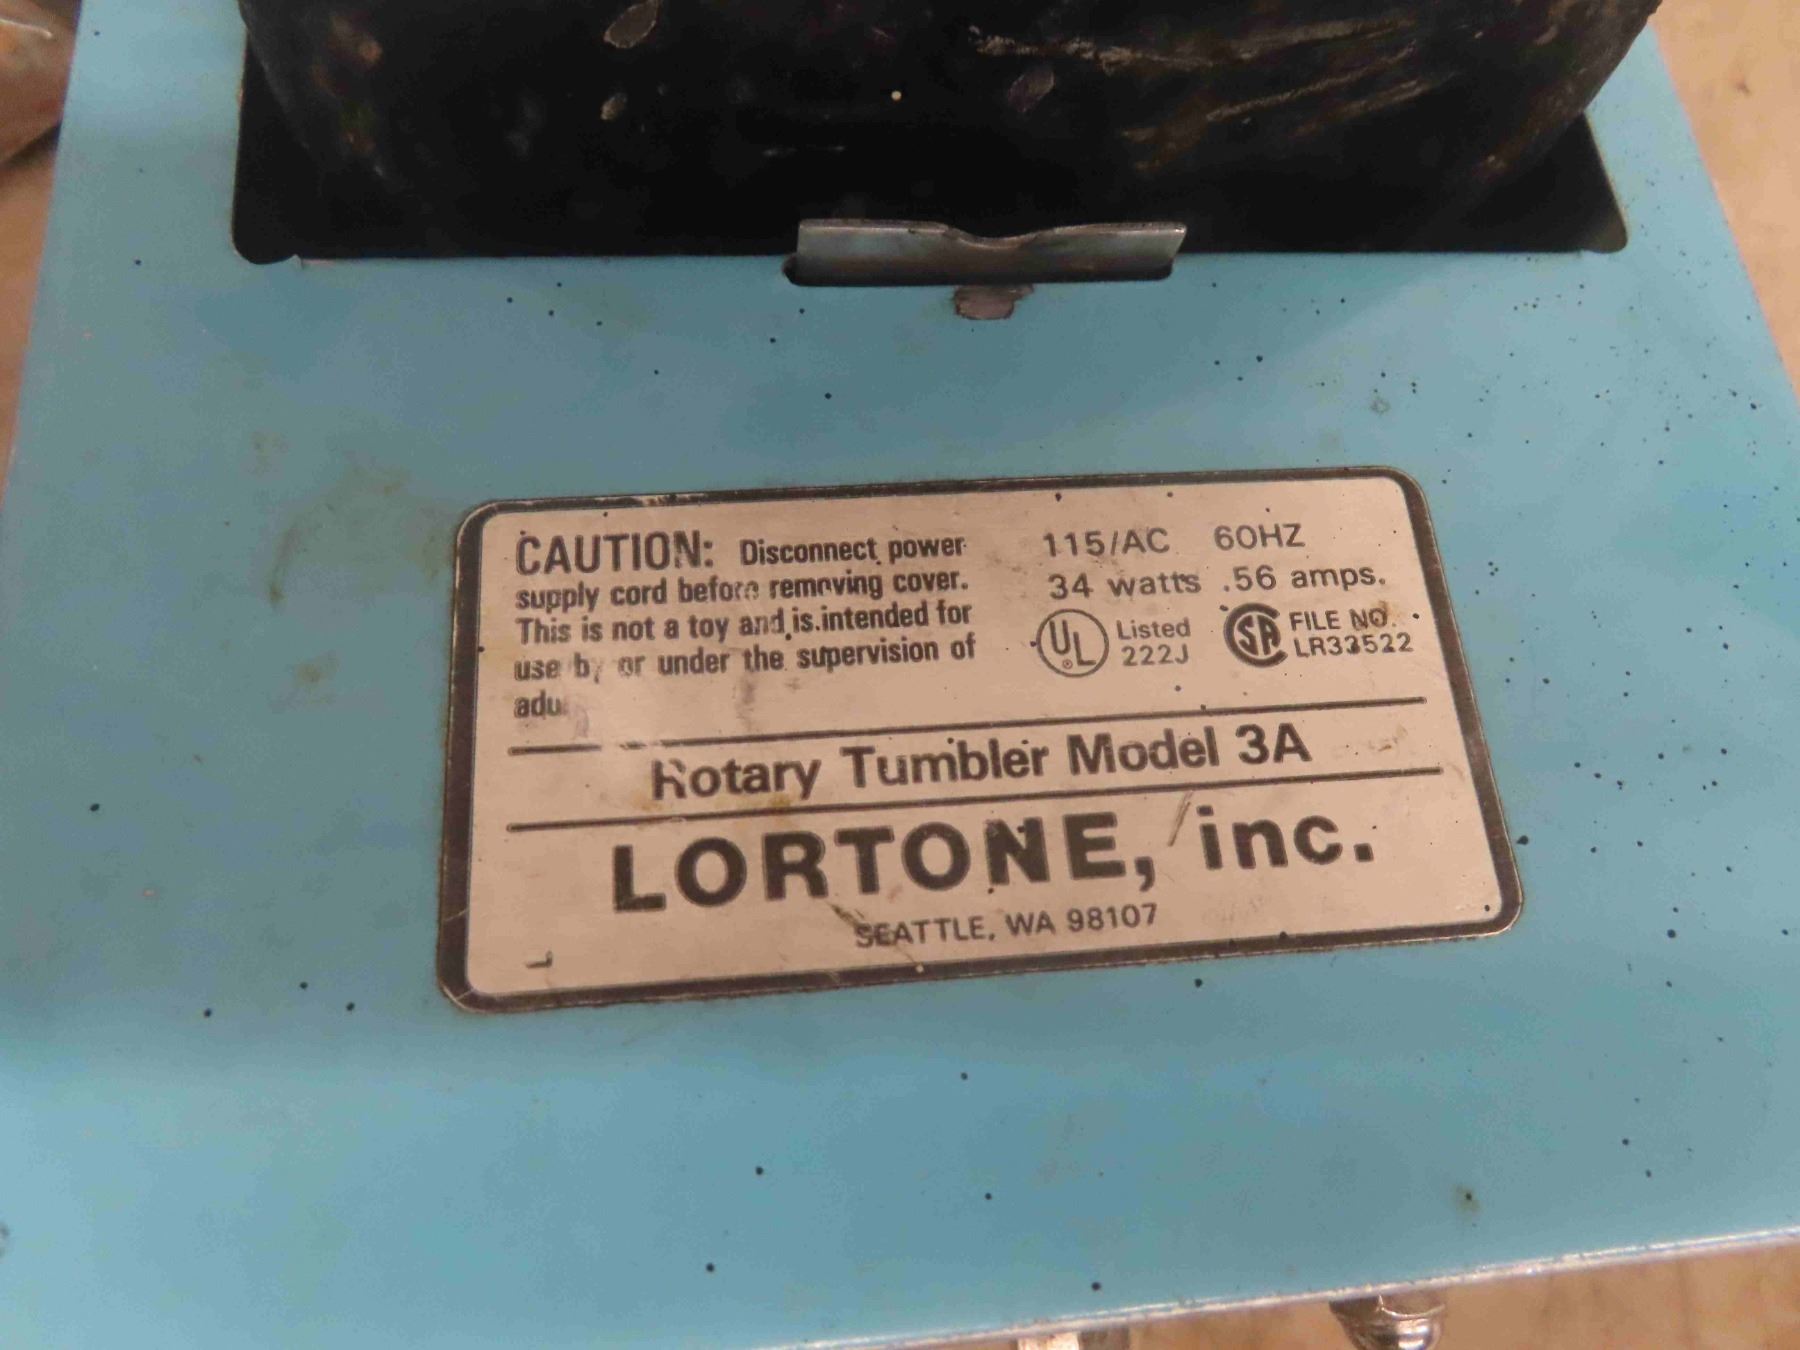 CAUTION: Disconnect power
supply cord before removing cover.
This is not a toy and is intended for
use by or under the supervision of
115/AC 60HZ
34 watts .56 amps.
UL Listed
222J
SA FILE NO.
LR33522
Rotary Tumbler Model 3A
LORTONE, inc.
SEATTLE, WA 98107